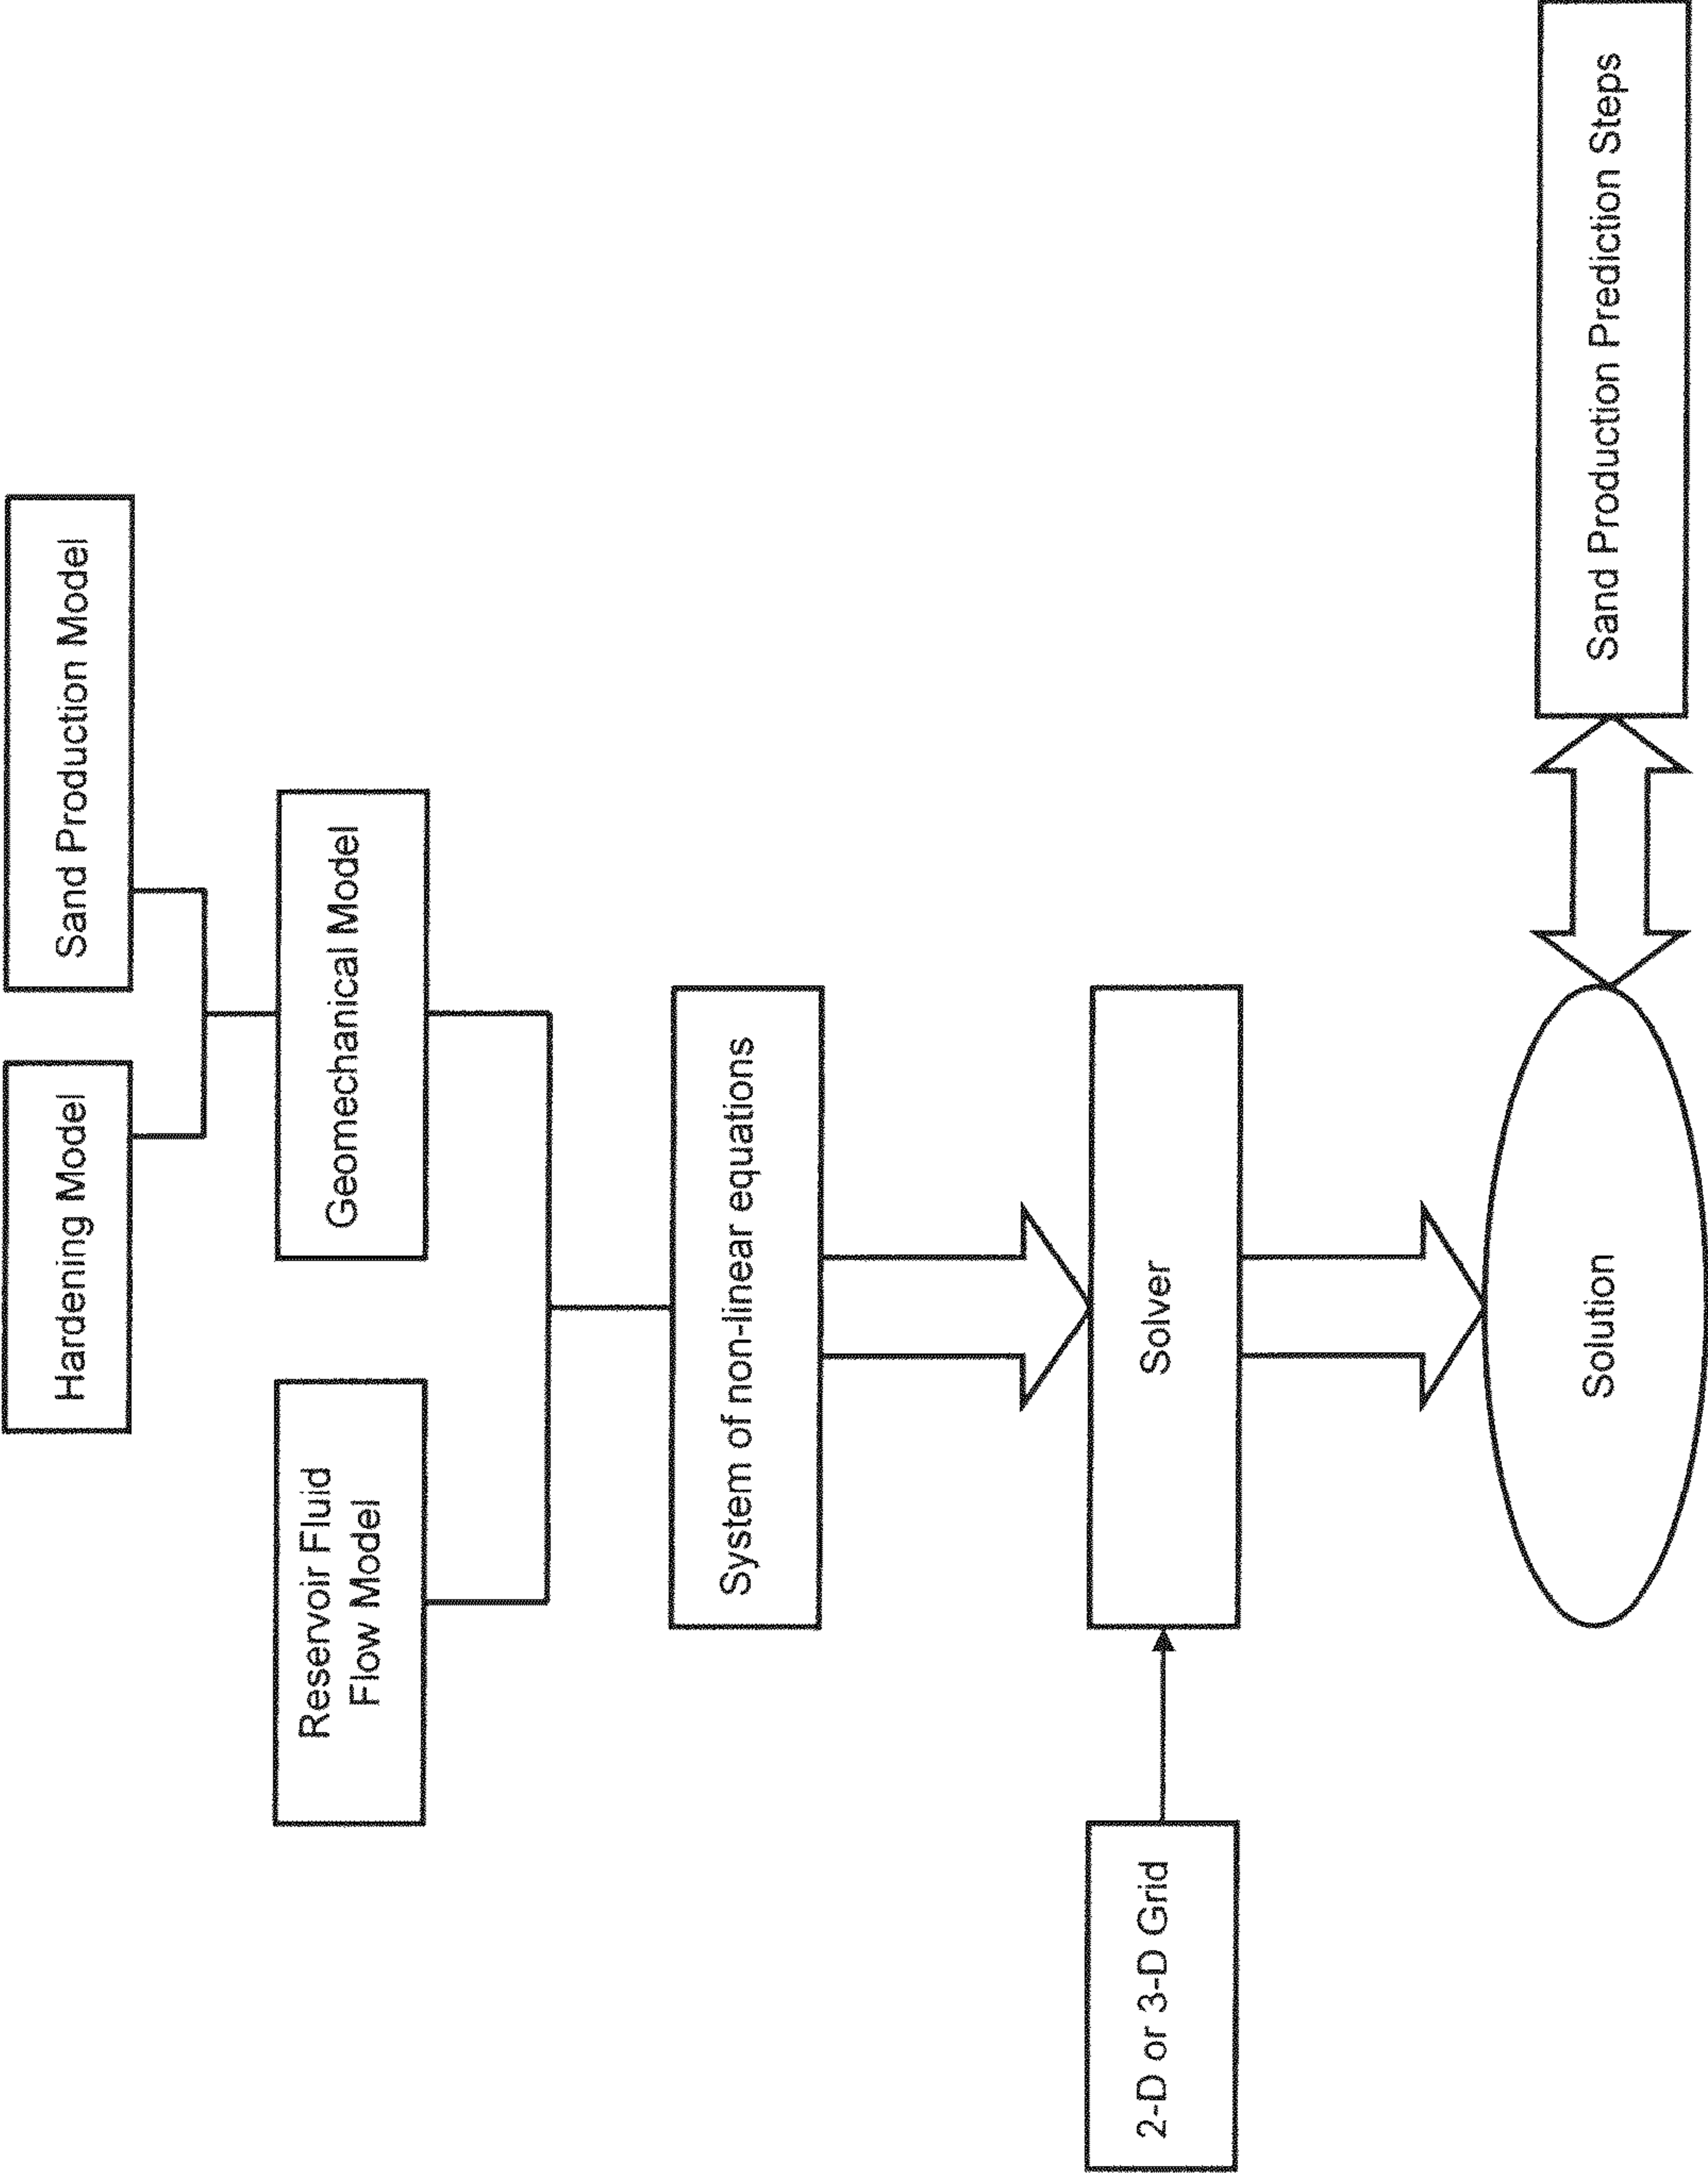 Hardening Model
Sand Production Model
Reservoir Fluid
Flow Model
Geomechanical Model
System of non-linear equations
2-D or 3-D Grid
Solver
Solution
Sand Production Prediction Steps